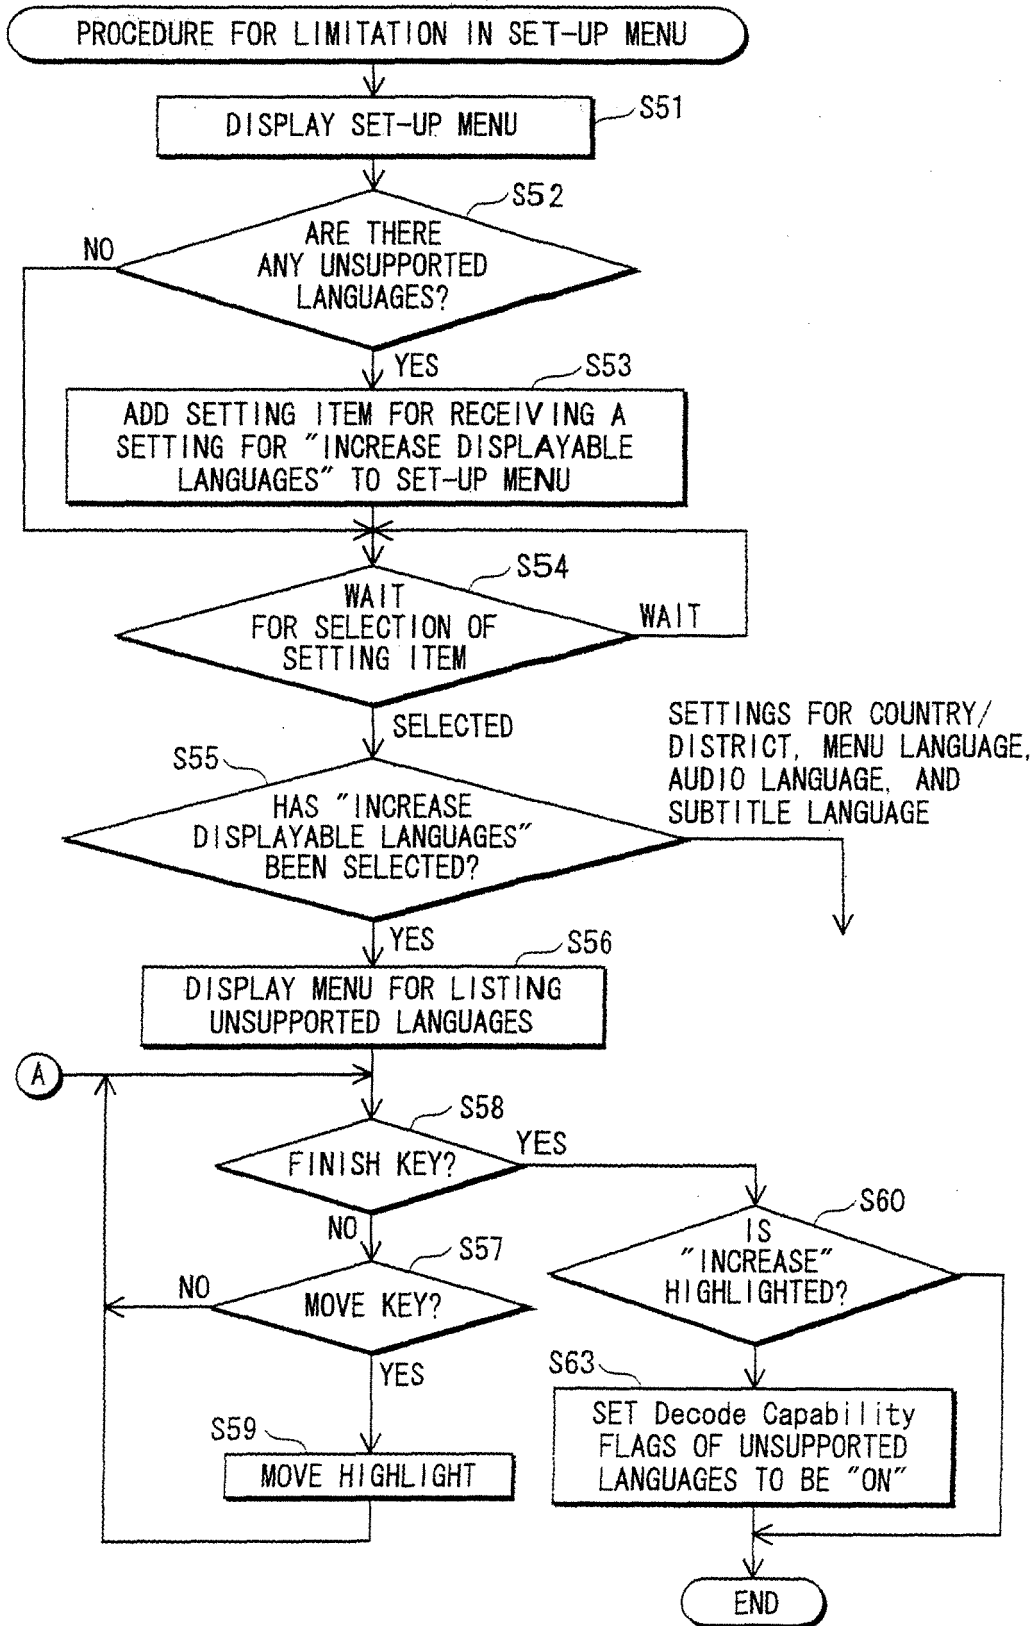 PROCEDURE FOR LIMITATION IN SET-UP MENU
DISPLAY SET-UP MENU
S51
S52
ARE THERE
ANY UNSUPPORTED
LANGUAGES?
NO
YES
S53
ADD SETTING ITEM FOR RECEIVING A
SETTING FOR "INCREASE DISPLAYABLE
LANGUAGES" TO SET-UP MENU
S54
WAIT
FOR SELECTION OF
SETTING ITEM
WAIT
SELECTED
SETTINGS FOR COUNTRY/
DISTRICT, MENU LANGUAGE,
AUDIO LANGUAGE, AND
SUBTITLE LANGUAGE
S55
HAS "INCREASE
DISPLAYABLE LANGUAGES"
BEEN SELECTED?
YES
S56
DISPLAY MENU FOR LISTING
UNSUPPORTED LANGUAGES
A
S58
FINISH KEY?
YES
NO
S57
MOVE KEY?
NO
YES
S59
MOVE HIGHLIGHT
S60
IS
"INCREASE"
HIGHLIGHTED?
S63
SET Decode Capability
FLAGS OF UNSUPPORTED
LANGUAGES TO BE "ON"
END